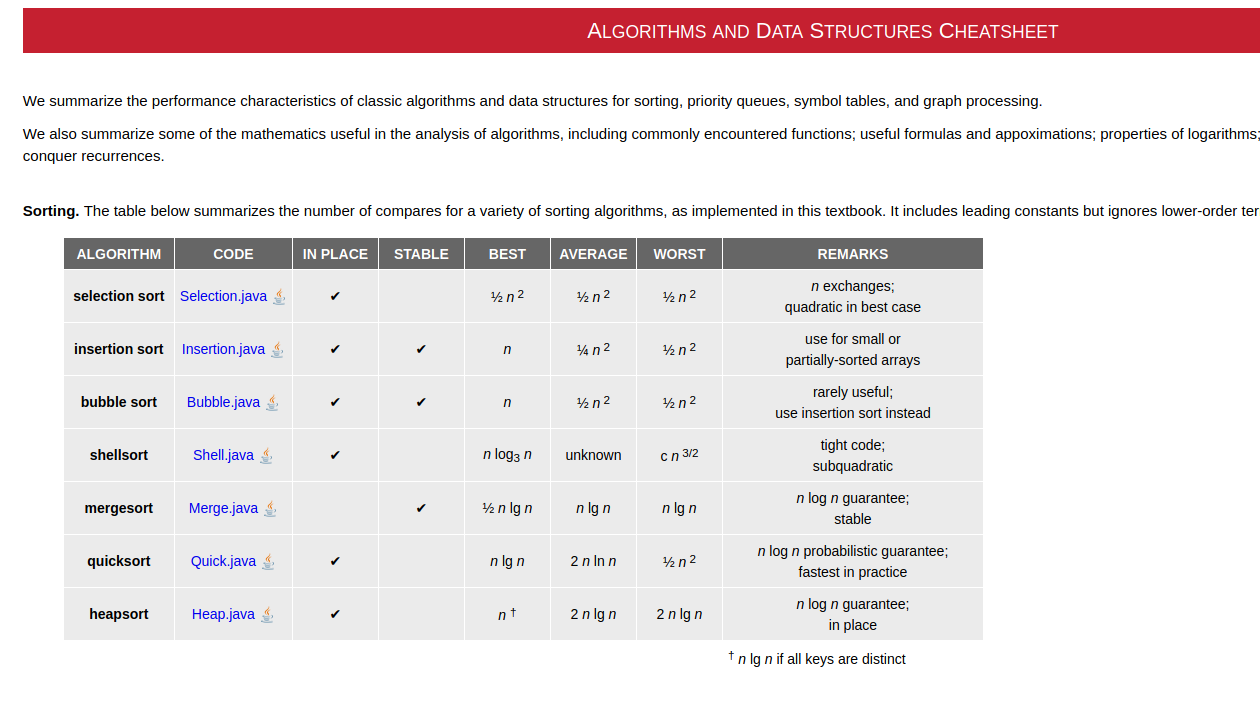 ALGORITHMS AND DATA STRUCTURES CHEATSHEET
We summarize the performance characteristics of classic algorithms and data structures for sorting, priority queues, symbol tables, and graph processing.
We also summarize some of the mathematics useful in the analysis of algorithms, including commonly encountered functions; useful formulas and appoximations; properties of logarithms;
conquer recurrences.
Sorting. The table below summarizes the number of compares for a variety of sorting algorithms, as implemented in this textbook. It includes leading constants but ignores lower-order ter
ALGORITHM CODE IN PLACE STABLE BEST AVERAGE WORST REMARKS
selection sort Selection.java ✔ ½ n ² ½ n ² ½ n ² n exchanges;
quadratic in best case
insertion sort Insertion.java ✔ ✔ n ¼ n ² ½ n ² use for small or
partially-sorted arrays
bubble sort Bubble.java ✔ ✔ n ½ n ² ½ n ² rarely useful;
use insertion sort instead
shellsort Shell.java ✔ n log₃ n unknown c n 3/2 tight code;
subquadratic
mergesort Merge.java ✔ ½ n lg n n lg n n lg n n log n guarantee;
stable
quicksort Quick.java ✔ n lg n 2 n ln n ½ n ² n log n probabilistic guarantee;
fastest in practice
heapsort Heap.java ✔ n † 2 n lg n 2 n lg n n log n guarantee;
in place
† n lg n if all keys are distinct